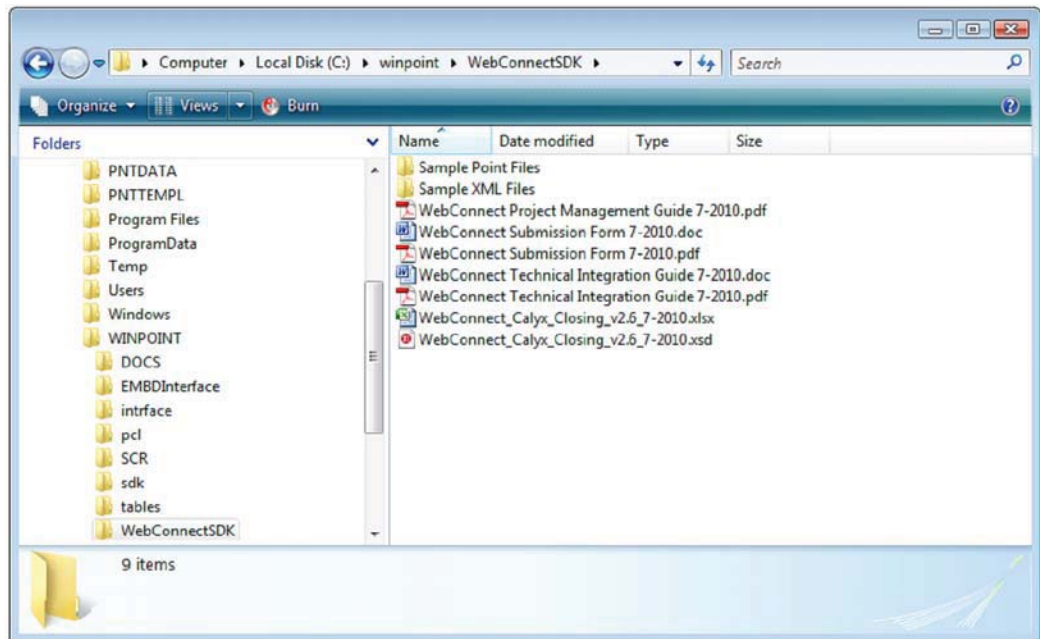 Computer Local Disk (C:) winpoint WebConnectSDK Search
Organize Views Burn
Folders
PNTDATA
PNTTEMPL
Program Files
ProgramData
Temp
Users
Windows
WINPOINT
DOCS
EMBDInterface
intrface
pcl
SCR
sdk
tables
WebConnectSDK
Name Date modified Type Size
Sample Point Files
Sample XML Files
WebConnect Project Management Guide 7-2010.pdf
WebConnect Submission Form 7-2010.doc
WebConnect Submission Form 7-2010.pdf
WebConnect Technical Integration Guide 7-2010.doc
WebConnect Technical Integration Guide 7-2010.pdf
WebConnect_Calyx_Closing_v2.6_7-2010.xlsx
WebConnect_Calyx_Closing_v2.6_7-2010.xsd
9 items